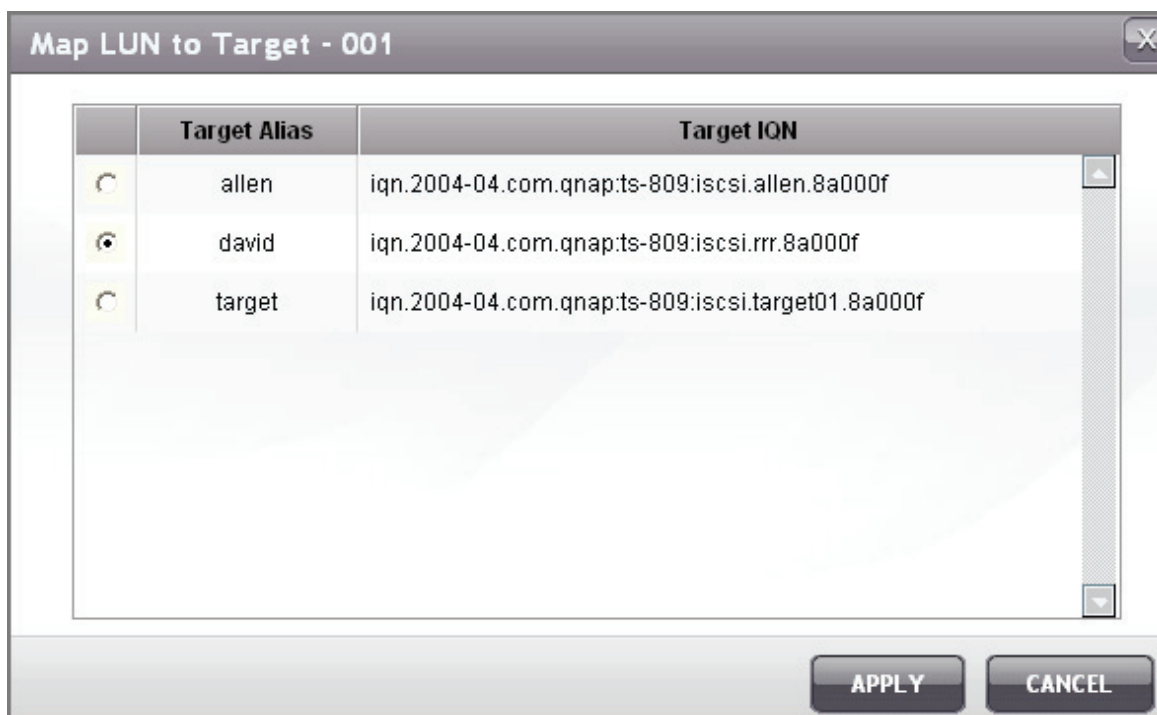 Map LUN to Target - 001 X
Target Alias Target IQN
allen iqn.2004-04.com.qnap:ts-809:iscsi.allen.8a000f
david iqn.2004-04.com.qnap:ts-809:iscsi.rrr.8a000f
target iqn.2004-04.com.qnap:ts-809:iscsi.target01.8a000f
APPLY CANCEL